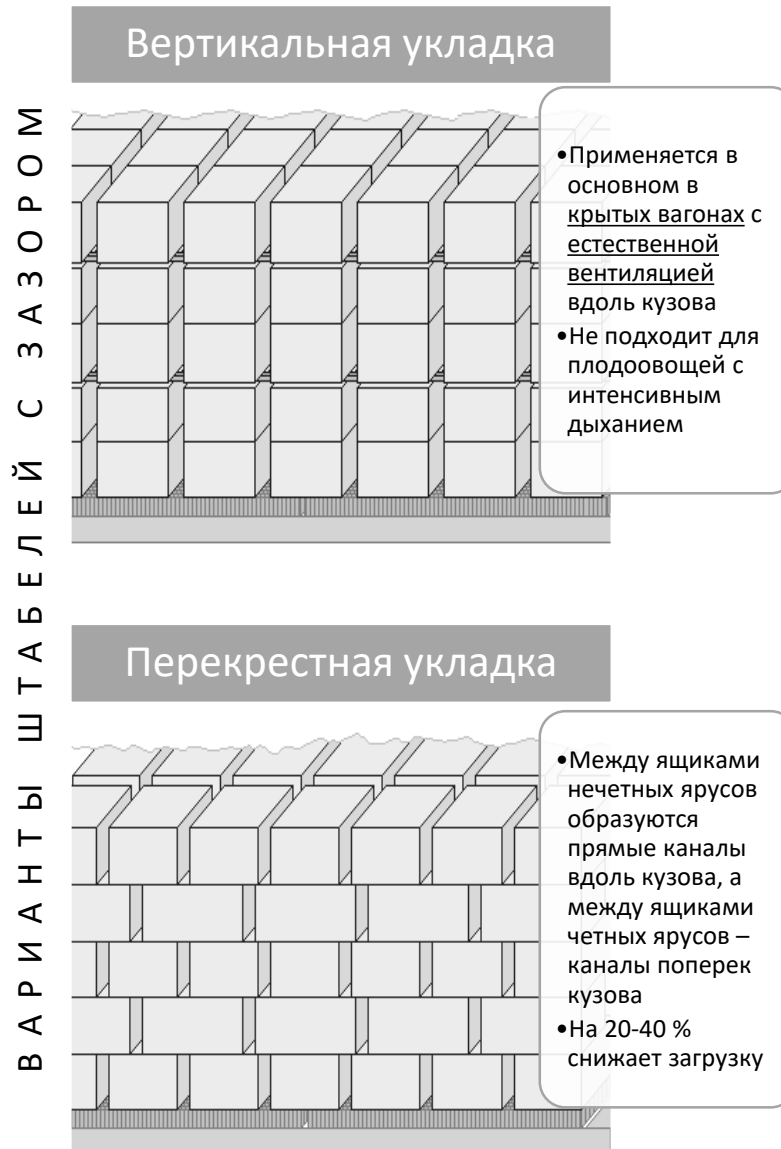 ВАРИАНТЫ ШТАБЕЛЕЙ С ЗАЗОРОМ
Вертикальная укладка
•Применяется в
основном в
крытых вагонах с
естественной
вентиляцией
вдоль кузова
•Не подходит для
плодоовощей с
интенсивным
дыханием
Перекрестная укладка
•Между ящиками
нечетных ярусов
образуются
прямые каналы
вдоль кузова, а
между ящиками
четных ярусов –
каналы поперек
кузова
•На 20-40 %
снижает загрузку